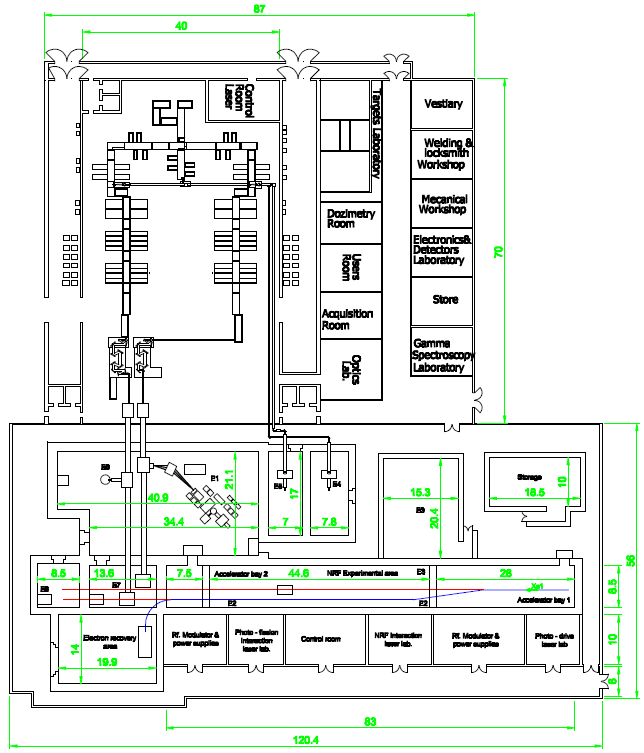 87
40
Control
Room
Laser
Targets Laboratory
Vestiary
Welding &
locksmith
Workshop
Mecanical
Workshop
Dozimetry
Room
Electronics&
Detectors
Laboratory
Users
Room
70
Store
Acquisition
Room
Gamma
Spectroscopy
Laboratory
Optics
Lab.
E1
21.1
17
E5
E4
40.9
34.4
7
7.8
15.3
20.4
Storage
18.5
10
56
8.5
13.6
E7
7.5
Accelerator bay 2
44.6
NRF Experimental area
E3
28
Accelerator bay 1
8.5
E2
E2
Electron recovery
area
14
19.9
Rf. Modulator &
power supplies
Photo - fission
Interaction
laser lab.
Control room
NRF Interaction
laser lab.
Rf. Modulator &
power supplies
Photo - drive
laser lab
10
8
83
120.4